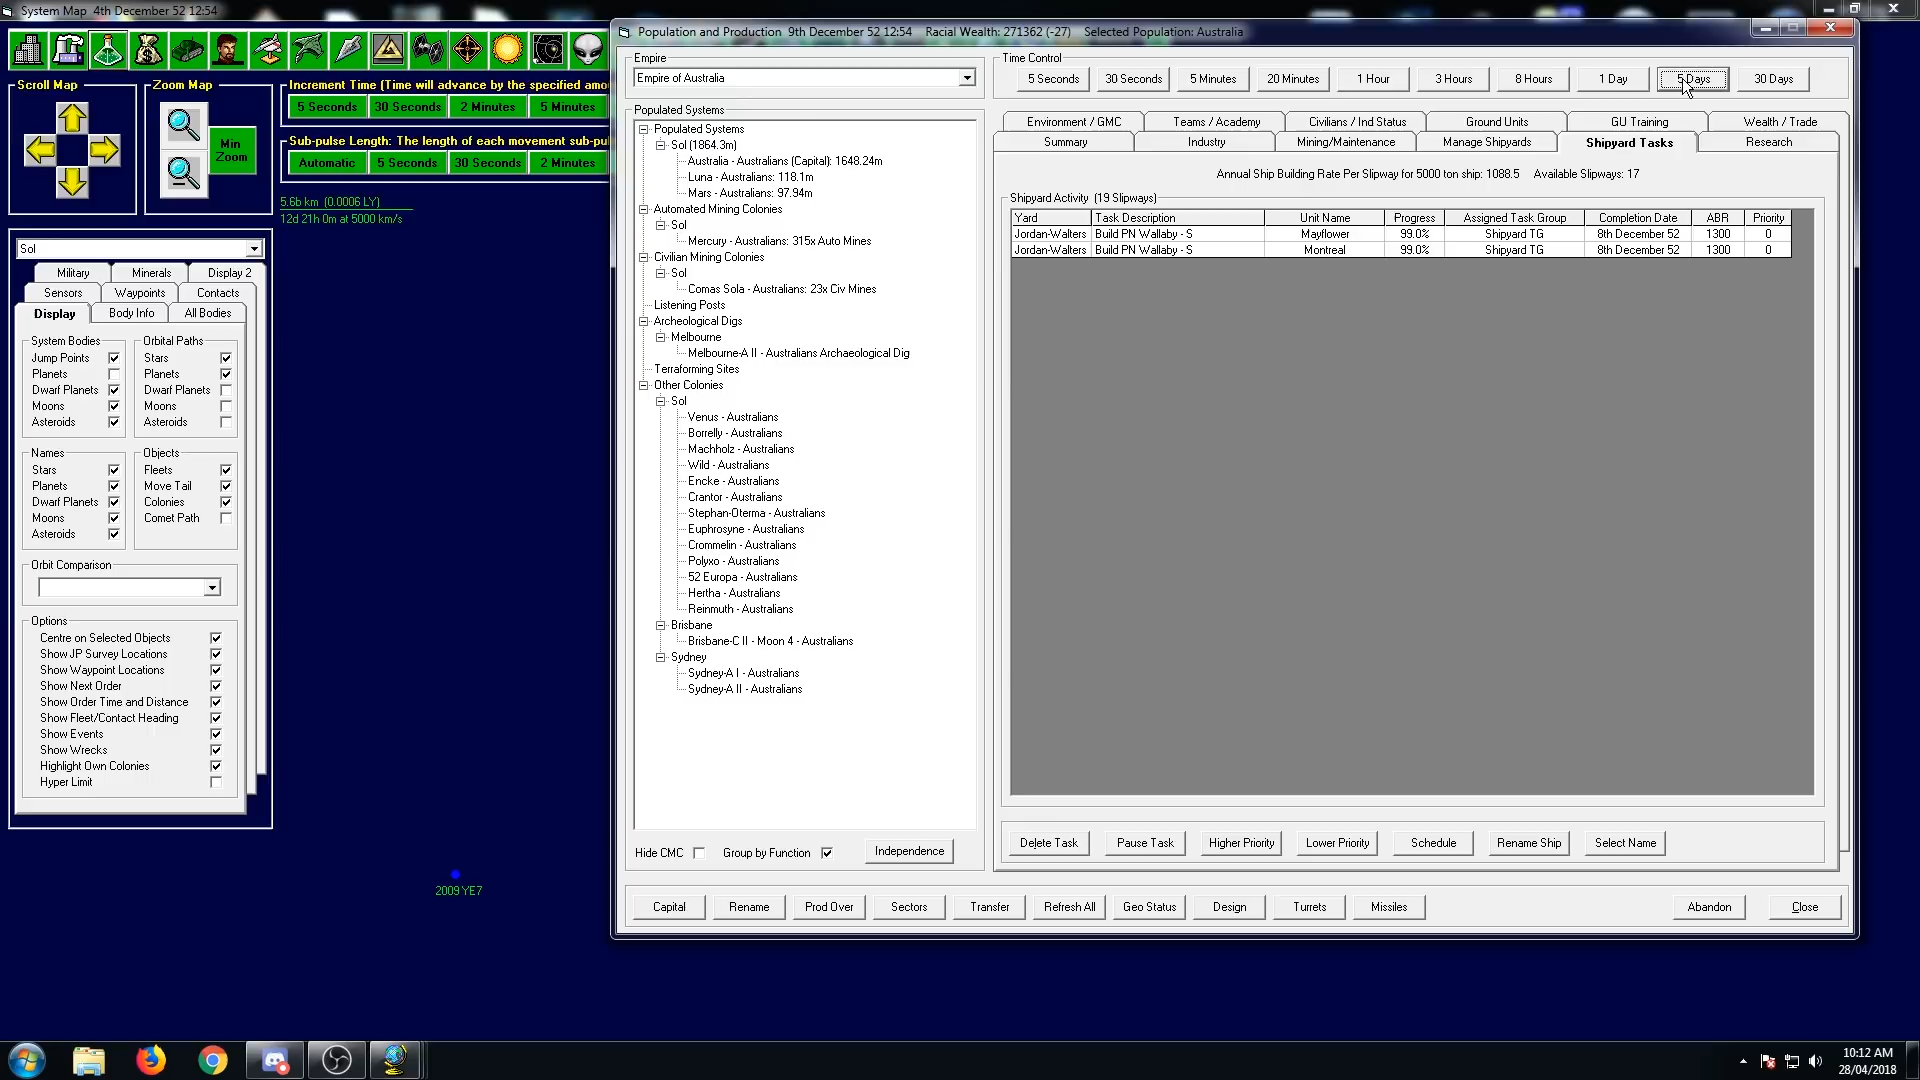 System Map  4th December 52 12:54
Scroll Map
Zoom Map
Min Zoom
Increment Time (Time will advance by the specified amo
5 Seconds 30 Seconds 2 Minutes 5 Minutes
Sub-pulse Length: The length of each movement sub-pul
Automatic 5 Seconds 30 Seconds 2 Minutes
5.6b km (0.0006 LY)
12d 21h 0m at 5000 km/s
Sol
Military Minerals Display 2
Sensors Waypoints Contacts
Display Body Info All Bodies
System Bodies
Jump Points
Planets
Dwarf Planets
Moons
Asteroids
Orbital Paths
Stars
Planets
Dwarf Planets
Moons
Asteroids
Names
Stars
Planets
Dwarf Planets
Moons
Asteroids
Objects
Fleets
Move Tail
Colonies
Comet Path
Orbit Comparison
Options
Centre on Selected Objects
Show JP Survey Locations
Show Waypoint Locations
Show Next Order
Show Order Time and Distance
Show Fleet/Contact Heading
Show Events
Show Wrecks
Highlight Own Colonies
Hyper Limit
2009 YE7
Population and Production  9th December 52 12:54  Racial Wealth: 271362 (-27)  Selected Population: Australia
Empire
Empire of Australia
Time Control
5 Seconds 30 Seconds 5 Minutes 20 Minutes 1 Hour 3 Hours 8 Hours 1 Day 5 Days 30 Days
Populated Systems
Populated Systems
Sol (1864.3m)
Australia - Australians (Capital): 1648.24m
Luna - Australians: 118.1m
Mars - Australians: 97.94m
Automated Mining Colonies
Sol
Mercury - Australians: 315x Auto Mines
Civilian Mining Colonies
Sol
Comas Sola - Australians: 23x Civ Mines
Listening Posts
Archeological Digs
Melbourne
Melbourne-A II - Australians Archaeological Dig
Terraforming Sites
Other Colonies
Sol
Venus - Australians
Borrelly - Australians
Machholz - Australians
Wild - Australians
Encke - Australians
Crantor - Australians
Stephan-Oterma - Australians
Euphrosyne - Australians
Crommelin - Australians
Polyxo - Australians
52 Europa - Australians
Hertha - Australians
Reinmuth - Australians
Brisbane
Brisbane-C II - Moon 4 - Australians
Sydney
Sydney-A I - Australians
Sydney-A II - Australians
Hide CMC
Group by Function
Independence
Environment / GMC Teams / Academy Civilians / Ind Status Ground Units GU Training Wealth / Trade
Summary Industry Mining/Maintenance Manage Shipyards Shipyard Tasks Research
Annual Ship Building Rate Per Slipway for 5000 ton ship: 1088.5  Available Slipways: 17
Shipyard Activity (19 Slipways)
Yard Task Description Unit Name Progress Assigned Task Group Completion Date ABR Priority
Jordan-Walters Build PN Wallaby - S Mayflower 99.0% Shipyard TG 8th December 52 1300 0
Jordan-Walters Build PN Wallaby - S Montreal 99.0% Shipyard TG 8th December 52 1300 0
Delete Task Pause Task Higher Priority Lower Priority Schedule Rename Ship Select Name
Capital Rename Prod Over Sectors Transfer Refresh All Geo Status Design Turrets Missiles Abandon Close
10:12 AM
28/04/2018